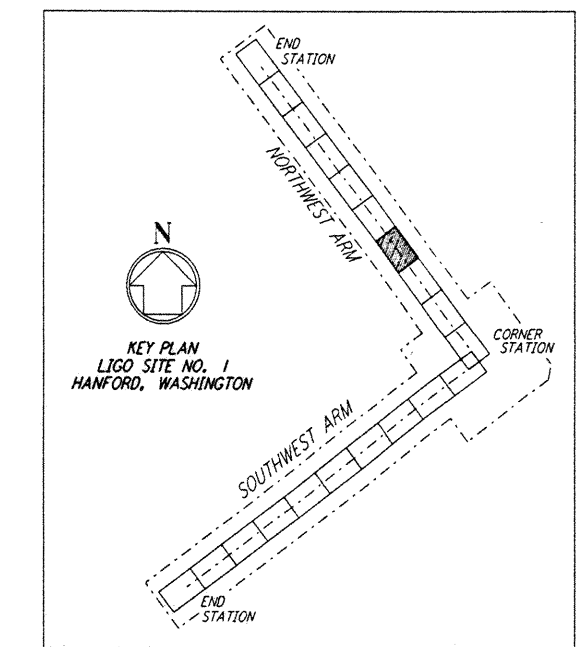 END
STATION
NORTHWEST ARM
N
KEY PLAN
LIGO SITE NO. 1
HANFORD, WASHINGTON
CORNER
STATION
SOUTHWEST ARM
END
STATION